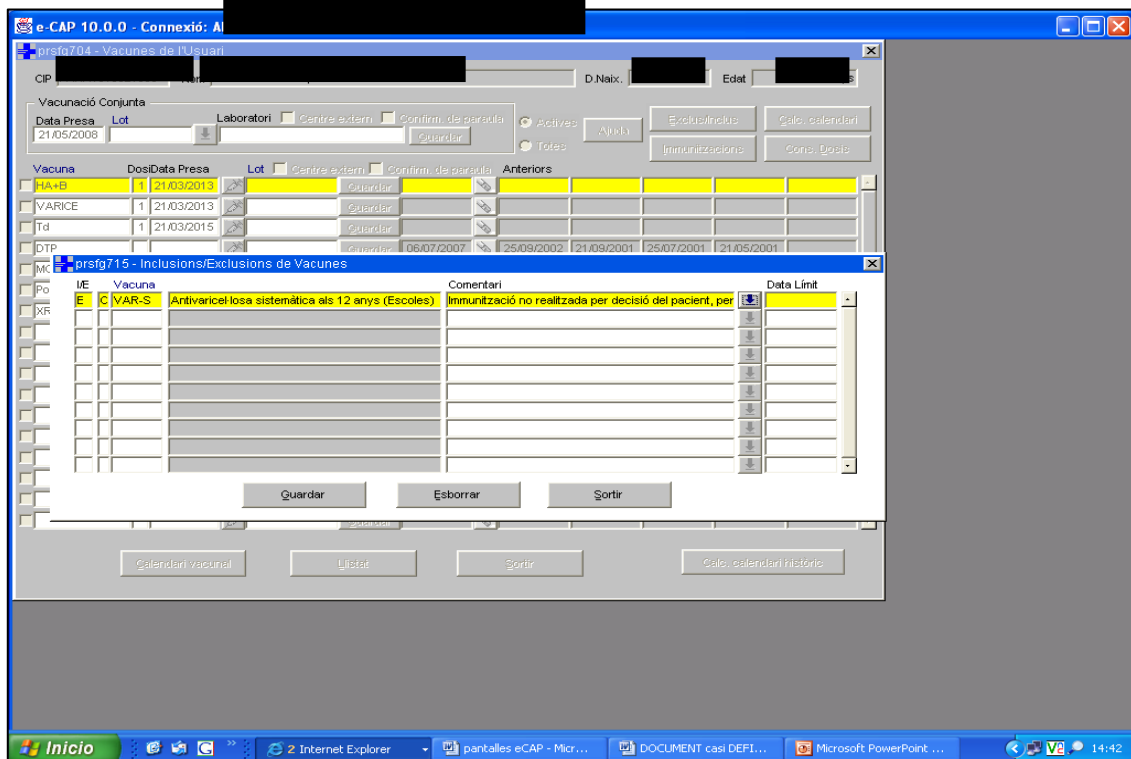 e-CAP 10.0.0 - Connexió:
prsfg704 - Vacunes de l'Usuari
CIP D.Naix. Edat
Vacunació Conjunta
Data Presa Lot Laboratori Centre extern Confirm. de paraula Actives Ajuda Exclus/Inclus Calc. calendari
21/05/2008 Guardar Totes Immunitzacions Cons. Dosis
Vacuna Dosi Data Presa Lot Centre extern Confirm. de paraula Anteriors
HA+B 1 21/03/2013 Guardar
VARICE 1 21/03/2013 Guardar
Td 1 21/03/2015 Guardar
DTP Guardar 06/07/2007 25/09/2002 21/09/2001 25/07/2001 21/05/2001
MC prsfg715 - Inclusions/Exclusions de Vacunes
Po I/E Vacuna Comentari Data Límit
E C VAR-S Antivaricel·losa sistemàtica als 12 anys (Escoles) Immunització no realitzada per decisió del pacient, per
XR
Guardar Esborrar Sortir
Calendari vacunal Llistat Sortir Calc. calendari històric
Inicio 2 Internet Explorer pantalles eCAP - Micr... DOCUMENT casi DEFI... Microsoft PowerPoint ... 14:42